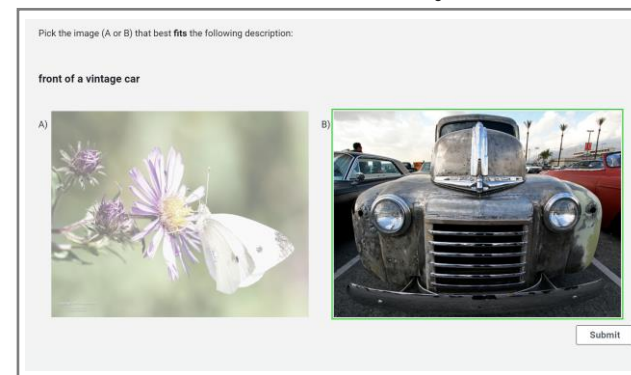 Pick the image (A or B) that best fits the following description:
front of a vintage car
A)
B)
Submit